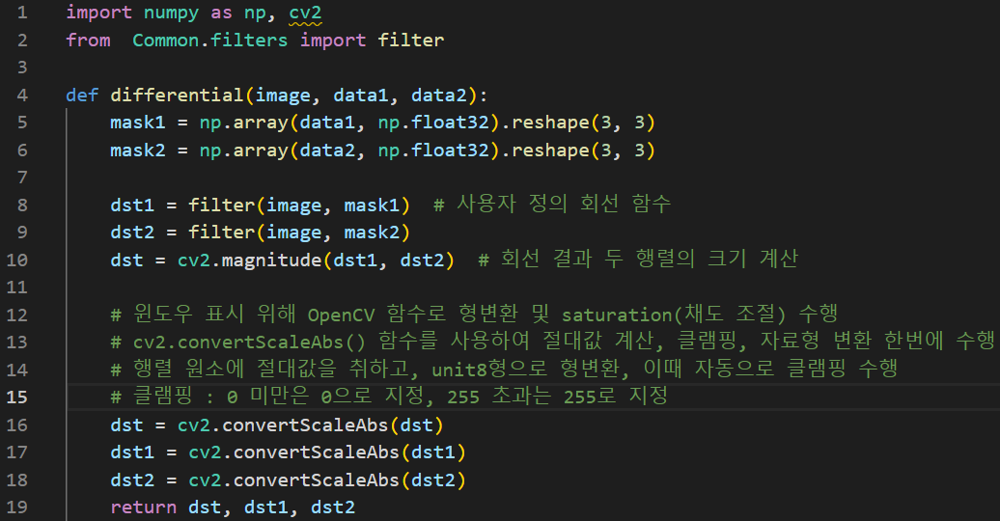 1 import numpy as np, cv2
2 from  Common.filters import filter
3
4 def differential(image, data1, data2):
5     mask1 = np.array(data1, np.float32).reshape(3, 3)
6     mask2 = np.array(data2, np.float32).reshape(3, 3)
7
8     dst1 = filter(image, mask1)  # 사용자 정의 회선 함수
9     dst2 = filter(image, mask2)
10     dst = cv2.magnitude(dst1, dst2)  # 회선 결과 두 행렬의 크기 계산
11
12     # 윈도우 표시 위해 OpenCV 함수로 형변환 및 saturation(채도 조절) 수행
13     # cv2.convertScaleAbs() 함수를 사용하여 절대값 계산, 클램핑, 자료형 변환 한번에 수행
14     # 행렬 원소에 절대값을 취하고, unit8형으로 형변환, 이때 자동으로 클램핑 수행
15     # 클램핑 : 0 미만은 0으로 지정, 255 초과는 255로 지정
16     dst = cv2.convertScaleAbs(dst)
17     dst1 = cv2.convertScaleAbs(dst1)
18     dst2 = cv2.convertScaleAbs(dst2)
19     return dst, dst1, dst2